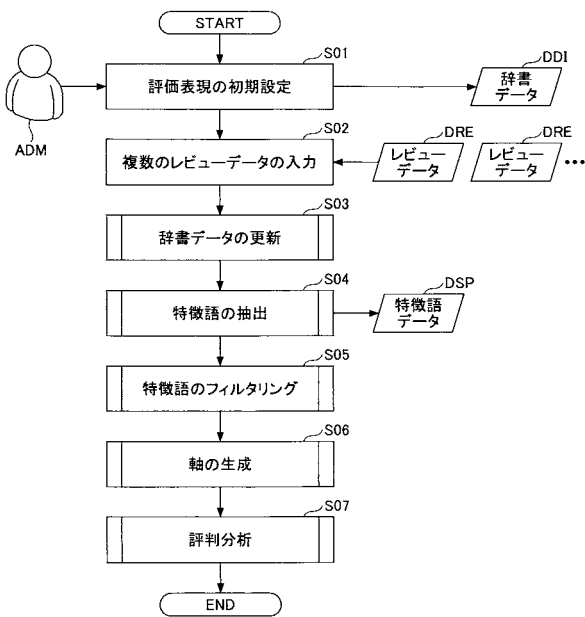 START
S01
DDI
評価表現の初期設定
辞書
データ
ADM
S02
DRE
DRE
複数のレビューデータの入力
レビュー
データ
レビュー
データ
•••
S03
辞書データの更新
S04
DSP
特徴語の抽出
特徴語
データ
S05
特徴語のフィルタリング
S06
軸の生成
S07
評判分析
END